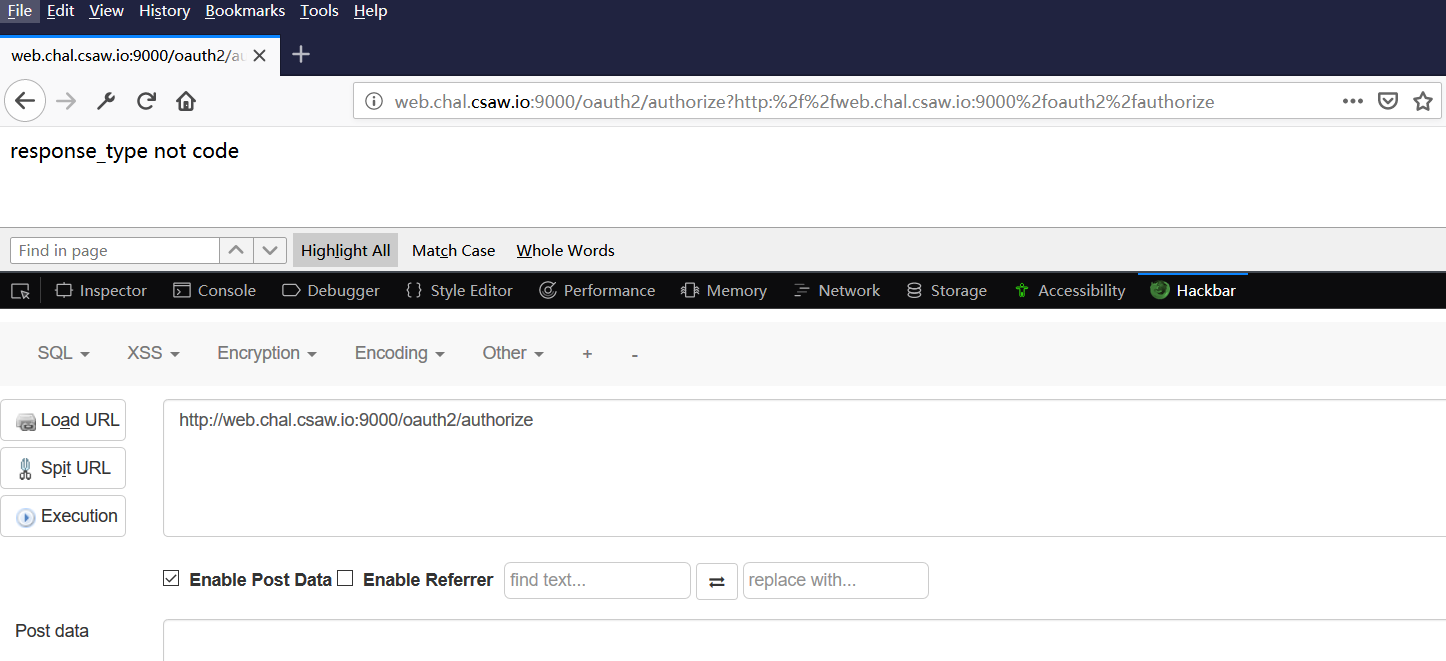 File Edit View History Bookmarks Tools Help
web.chal.csaw.io:9000/oauth2/au
web.chal.csaw.io:9000/oauth2/authorize?http:%2f%2fweb.chal.csaw.io:9000%2foauth2%2fauthorize
response_type not code
Find in page Highlight All Match Case Whole Words
Inspector Console Debugger {} Style Editor Performance Memory Network Storage Accessibility Hackbar
SQL XSS Encryption Encoding Other + -
Load URL http://web.chal.csaw.io:9000/oauth2/authorize
Spit URL
Execution
Enable Post Data Enable Referrer find text... replace with...
Post data